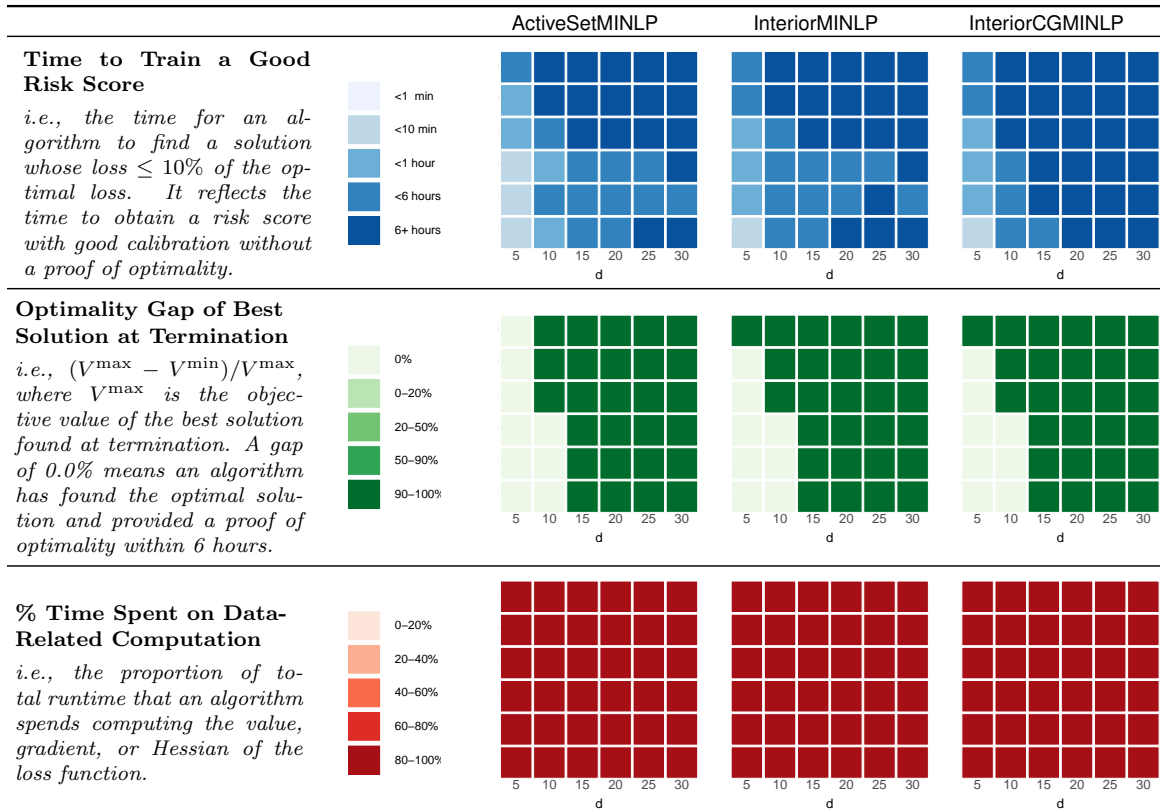 ActiveSetMINLP InteriorMINLP InteriorCGMINLP
Time to Train a Good
Risk Score
i.e., the time for an al-
gorithm to find a solution
whose loss ≤ 10% of the op-
timal loss. It reflects the
time to obtain a risk score
with good calibration without
a proof of optimality.
<1 min
<10 min
<1 hour
<6 hours
6+ hours
5 10 15 20 25 30
d
5 10 15 20 25 30
d
5 10 15 20 25 30
d
Optimality Gap of Best
Solution at Termination
i.e., (Vmax − Vmin)/Vmax,
where Vmax is the objec-
tive value of the best solution
found at termination. A gap
of 0.0% means an algorithm
has found the optimal solu-
tion and provided a proof of
optimality within 6 hours.
0%
0–20%
20–50%
50–90%
90–100%
5 10 15 20 25 30
d
5 10 15 20 25 30
d
5 10 15 20 25 30
d
% Time Spent on Data-
Related Computation
i.e., the proportion of to-
tal runtime that an algorithm
spends computing the value,
gradient, or Hessian of the
loss function.
0–20%
20–40%
40–60%
60–80%
80–100%
5 10 15 20 25 30
d
5 10 15 20 25 30
d
5 10 15 20 25 30
d